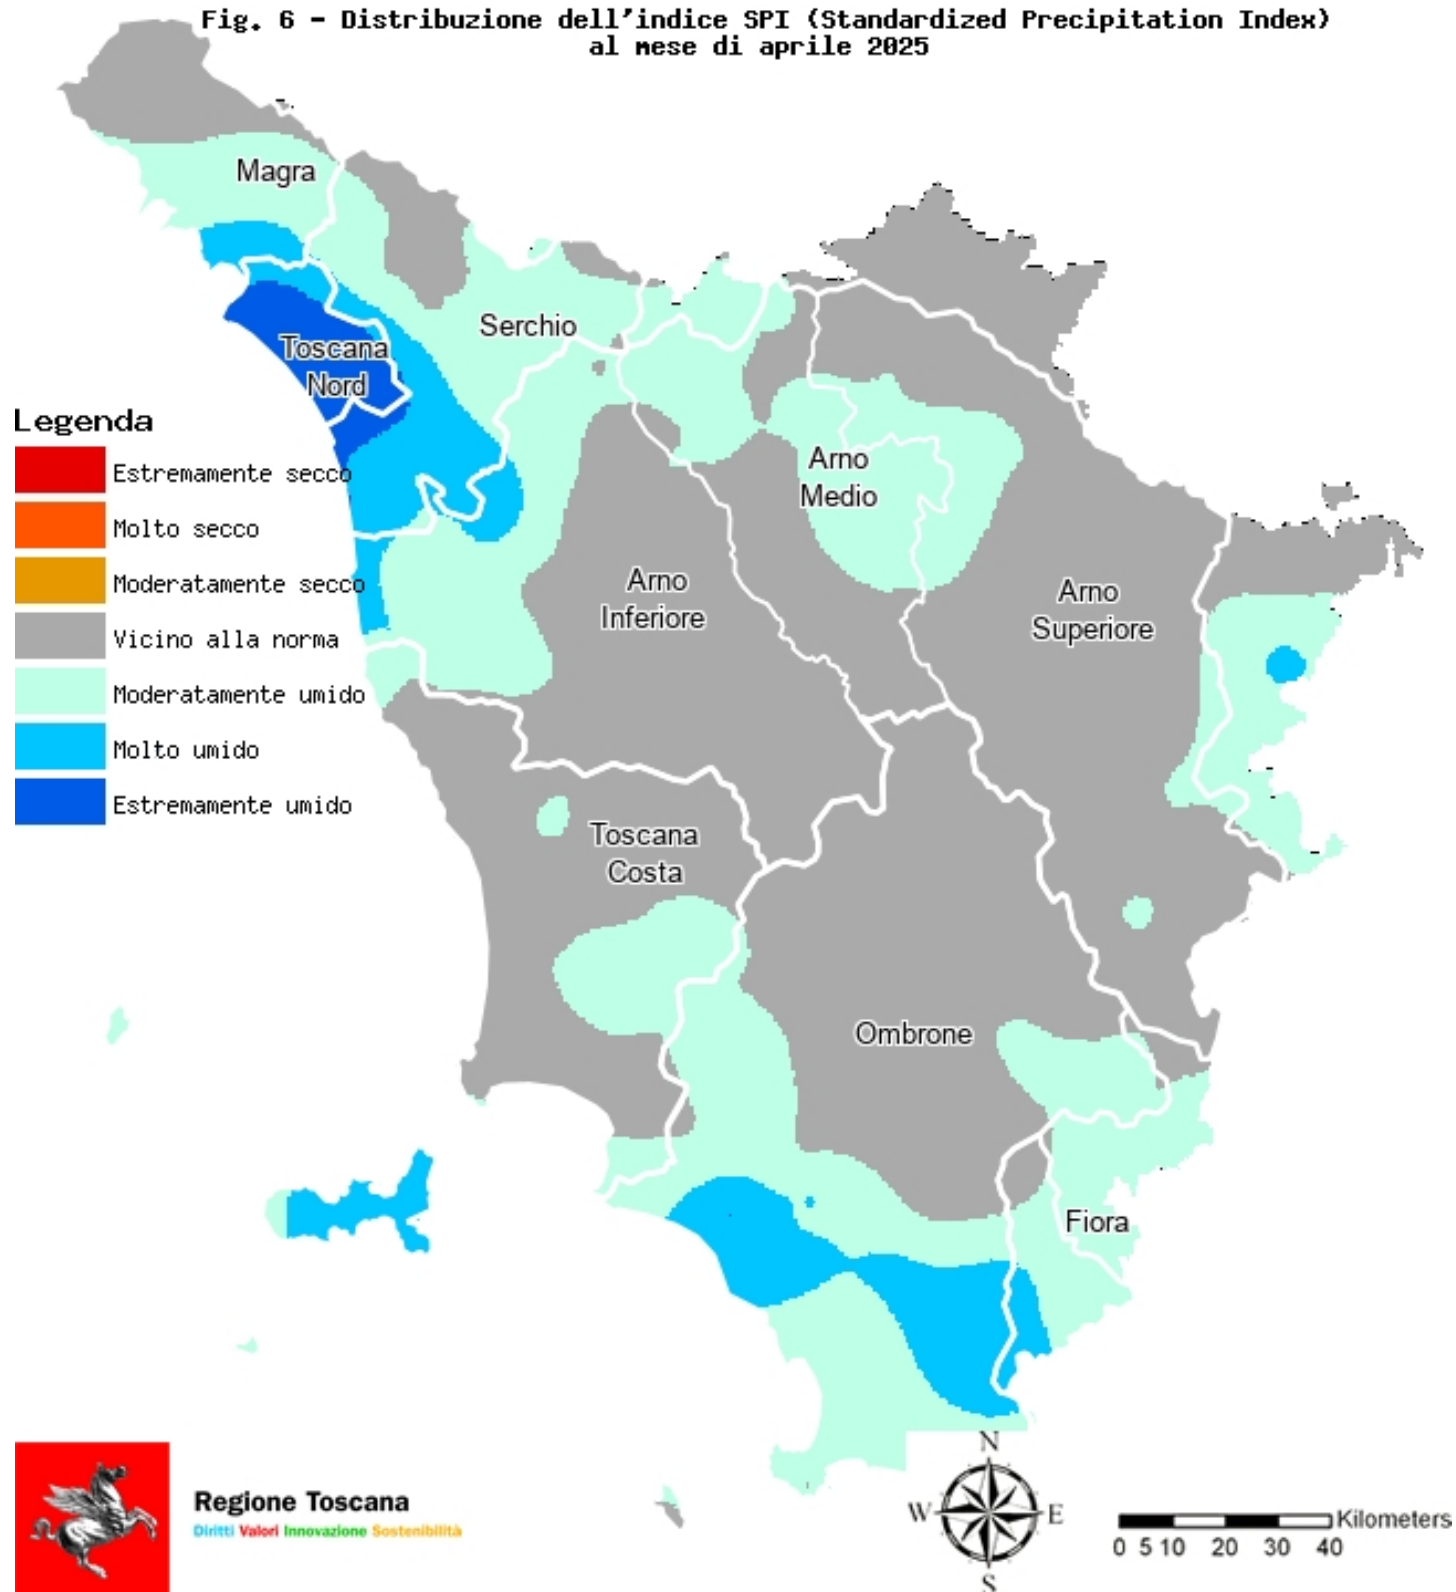 Fig. 6 - Distribuzione dell'indice SPI (Standardized Precipitation Index)
al mese di aprile 2025
Magra
Serchio
Toscana
Nord
Legenda
Estremamente secco
Molto secco
Moderatamente secco
Vicino alla norma
Moderatamente umido
Molto umido
Estremamente umido
Arno
Medio
Arno
Inferiore
Arno
Superiore
Toscana
Costa
Ombrone
Fiora
Regione Toscana
Diritti Valori Innovazione Sostenibilità
N
W
E
S
Kilometers
0 5 10 20 30 40